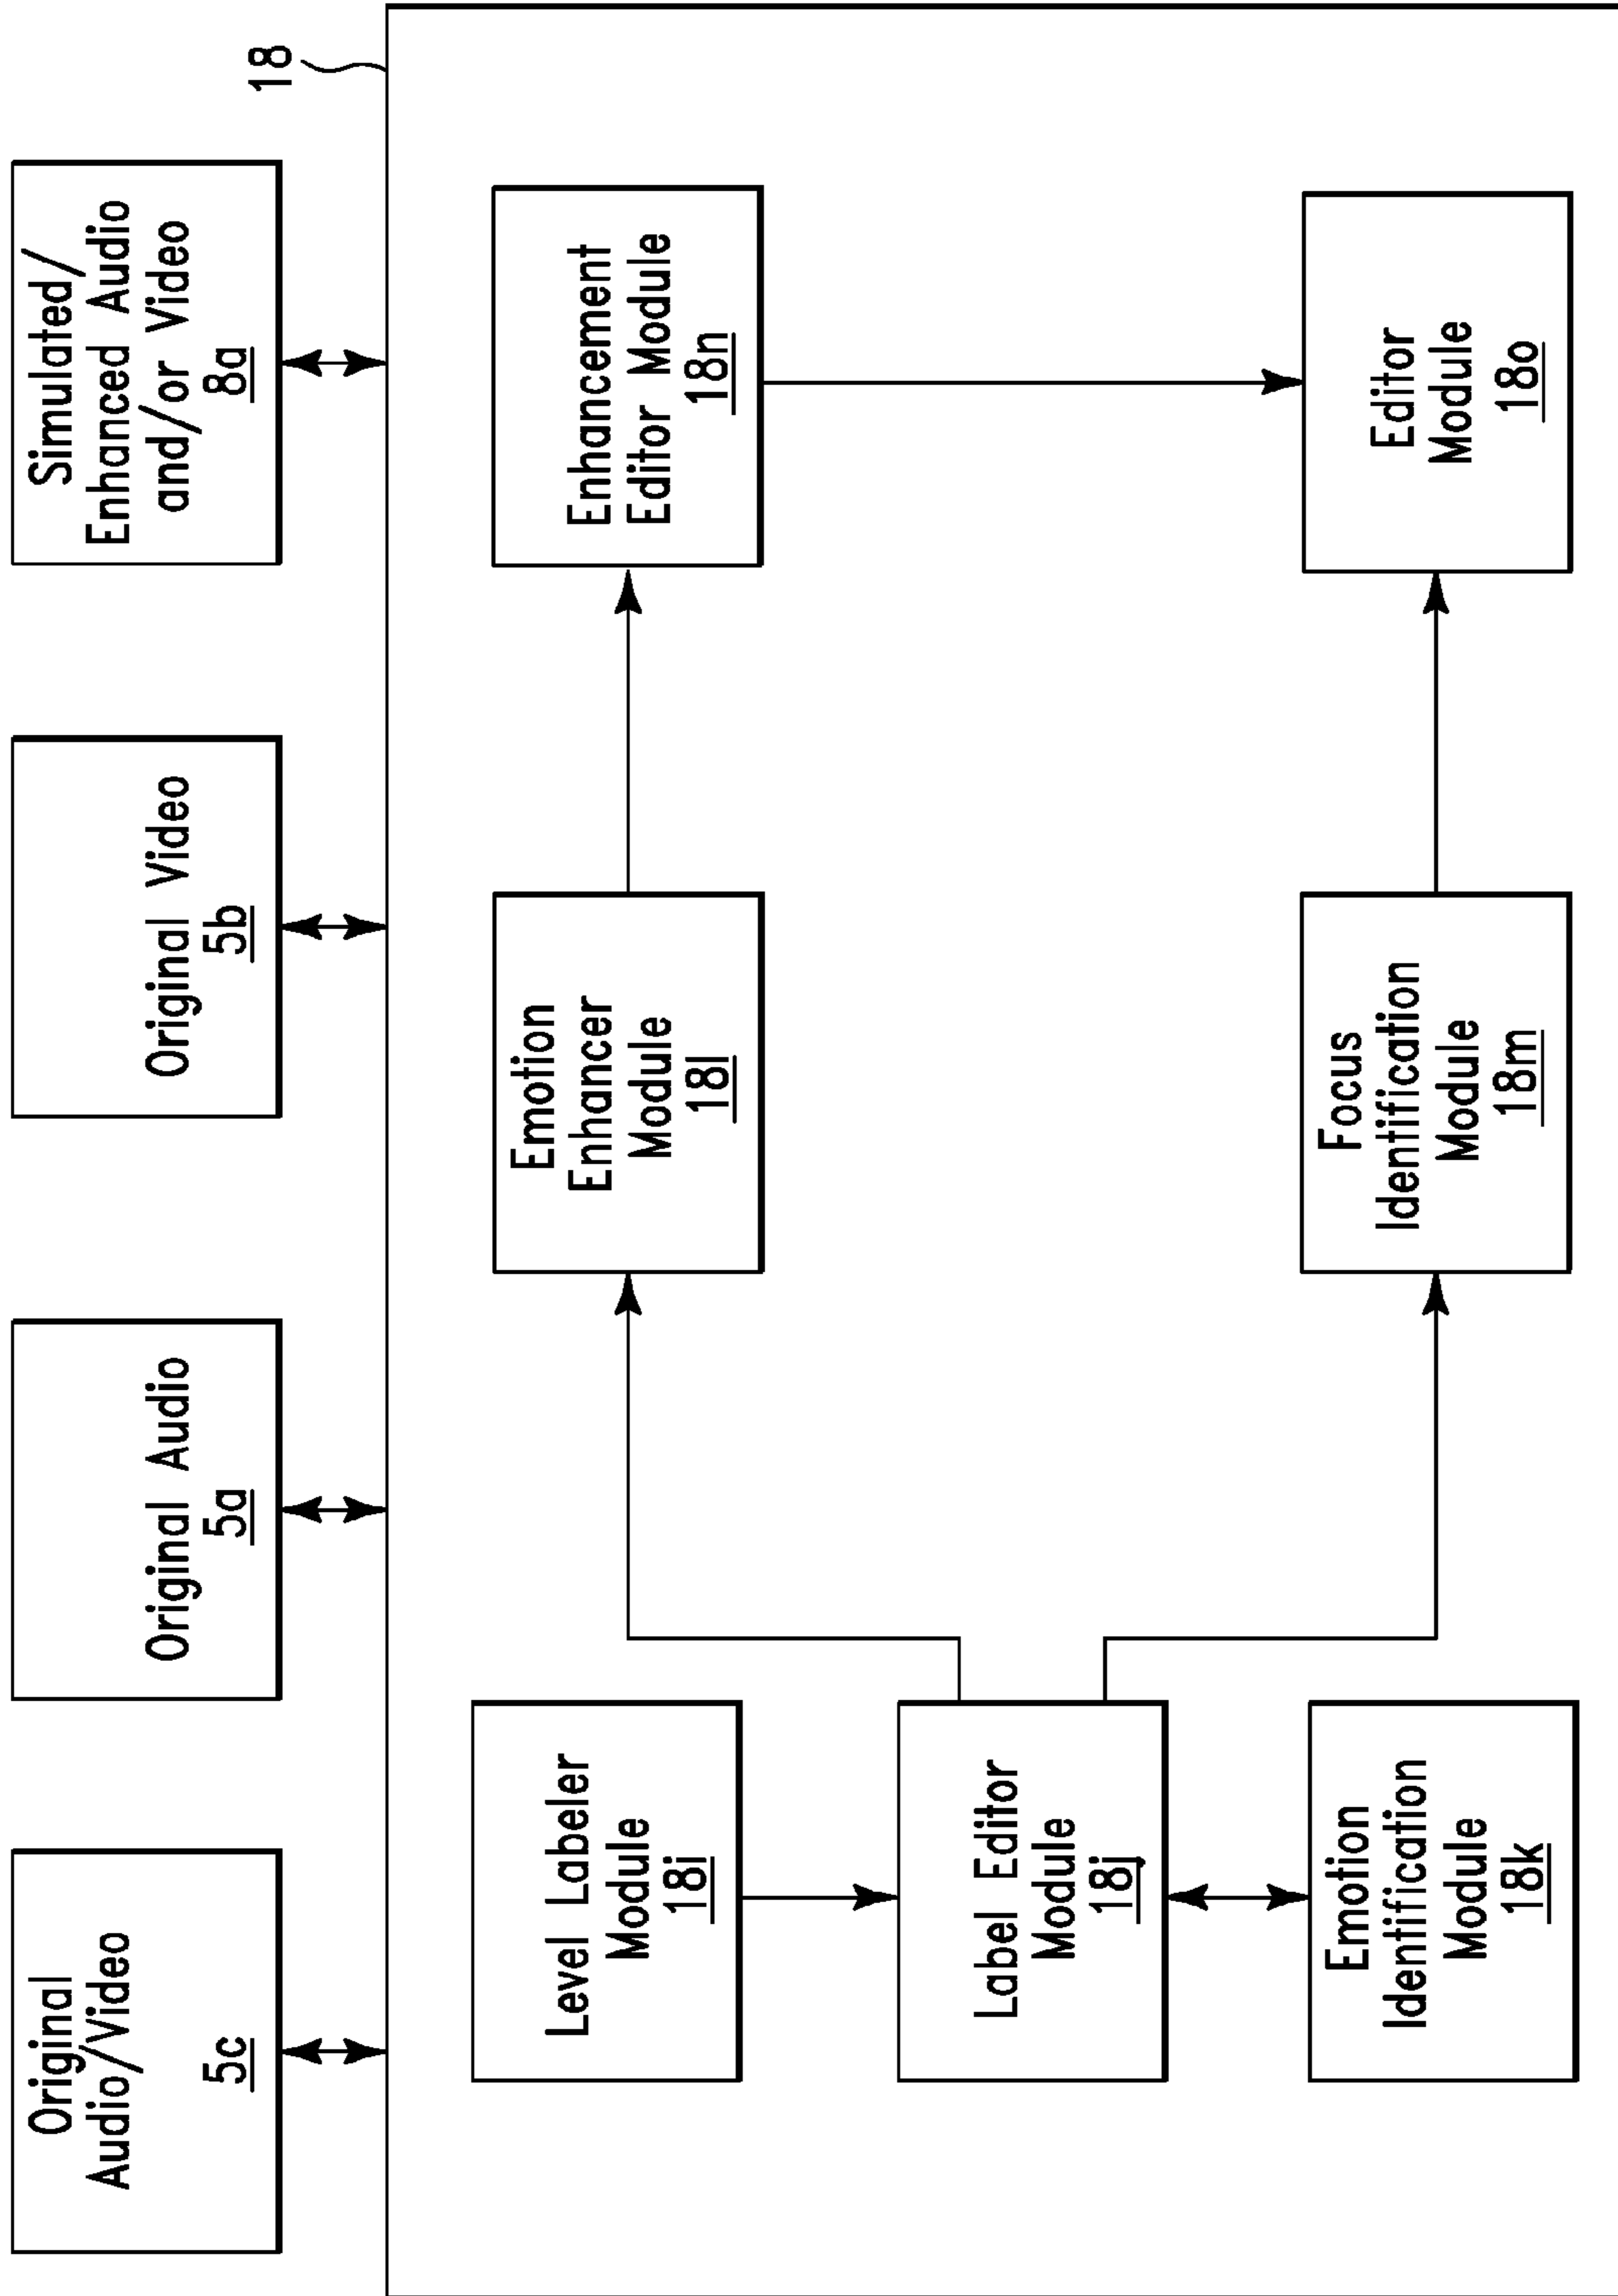 Original
Audio/Video
5c
Original Audio
5a
Original Video
5b
Simulated/
Enhanced Audio
and/or Video
8a
18
Level Labeler
Module
18i
Label Editor
Module
18j
Emotion
Identification
Module
18k
Emotion
Enhancer
Module
18l
Focus
Identification
Module
18m
Enhancement
Editor Module
18n
Editor
Module
18o